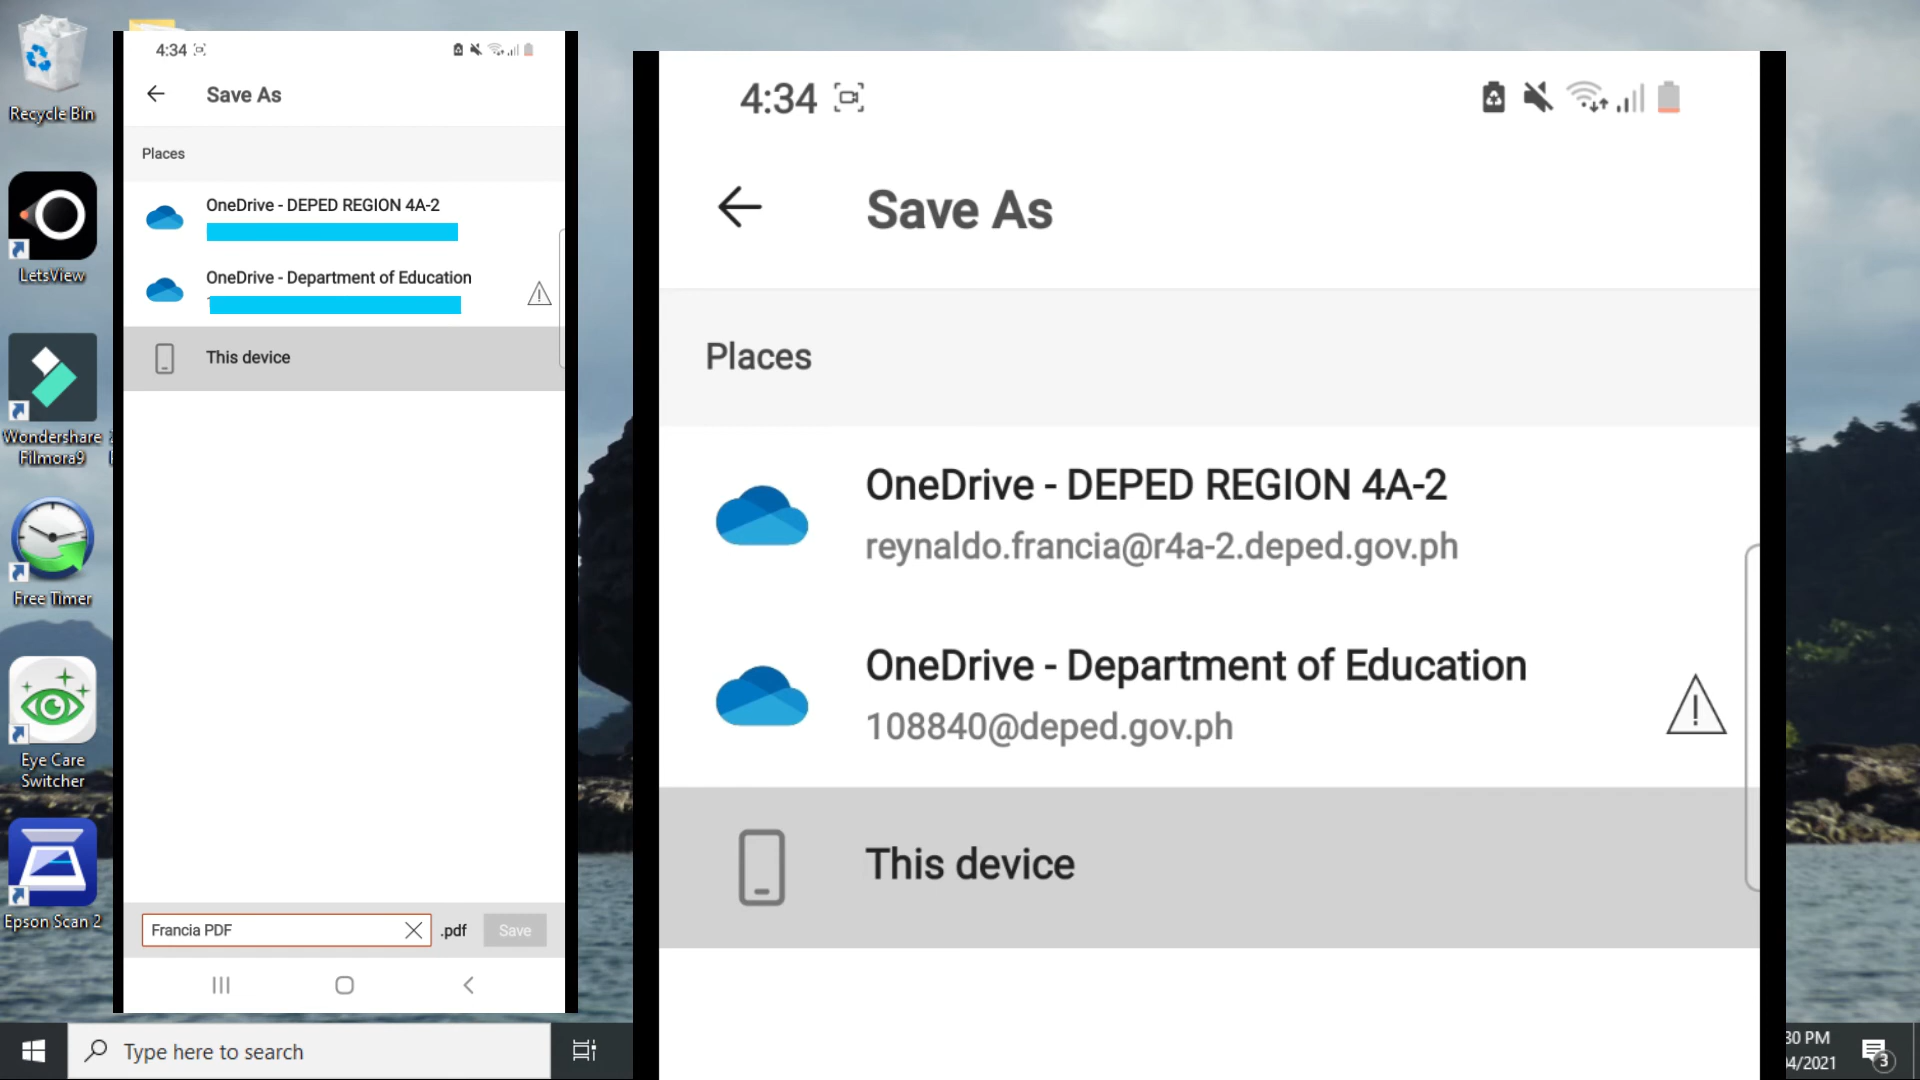 Recycle Bin
LetsView
Wondershare
Filmora9
Free Timer
Eye Care
Switcher
Epson Scan 2
4:34
Save As
Places
OneDrive - DEPED REGION 4A-2
OneDrive - Department of Education
This device
Francia PDF
.pdf
Save
4:34
Save As
Places
OneDrive - DEPED REGION 4A-2
reynaldo.francia@r4a-2.deped.gov.ph
OneDrive - Department of Education
108840@deped.gov.ph
This device
Type here to search
30 PM
04/2021
3